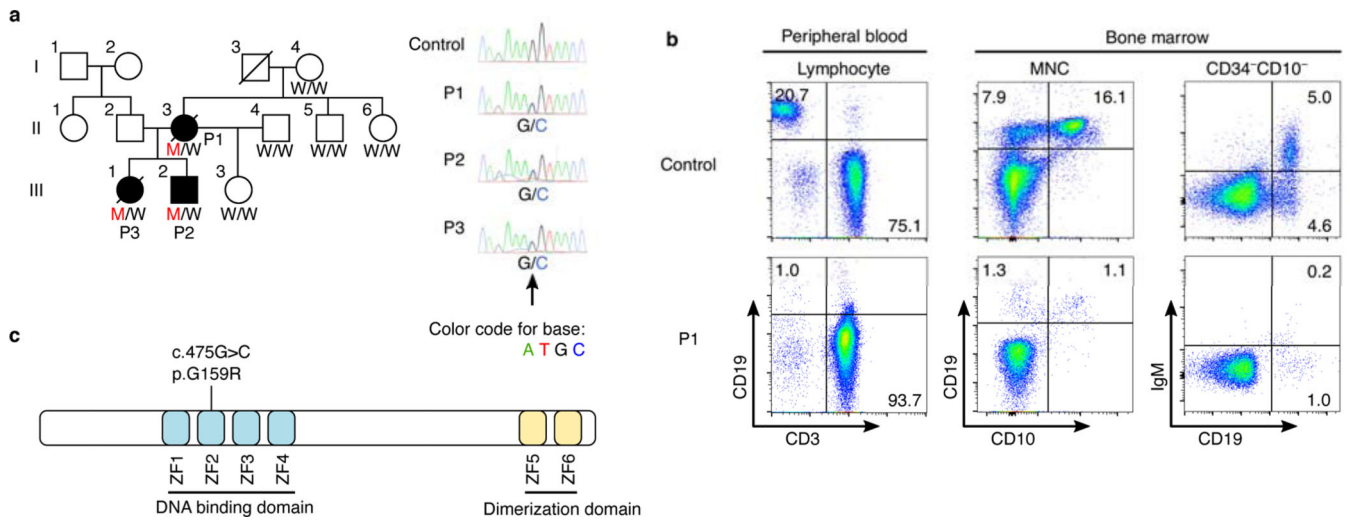 a
1
2
3
4
I
W/W
1
2
3
4
5
6
II
P1
M/W
W/W
W/W
W/W
1
2
3
III
M/W
M/W
W/W
P3
P2
Control
P1
G/C
P2
G/C
P3
G/C
Color code for base:
A T G C
b
Peripheral blood
Bone marrow
Lymphocyte
MNC
CD34⁻CD10⁻
Control
20.7
75.1
7.9
16.1
5.0
4.6
P1
1.0
93.7
1.3
1.1
0.2
1.0
CD19
CD3
CD19
CD10
IgM
CD19
c
c.475G>C
p.G159R
ZF1
ZF2
ZF3
ZF4
ZF5
ZF6
DNA binding domain
Dimerization domain